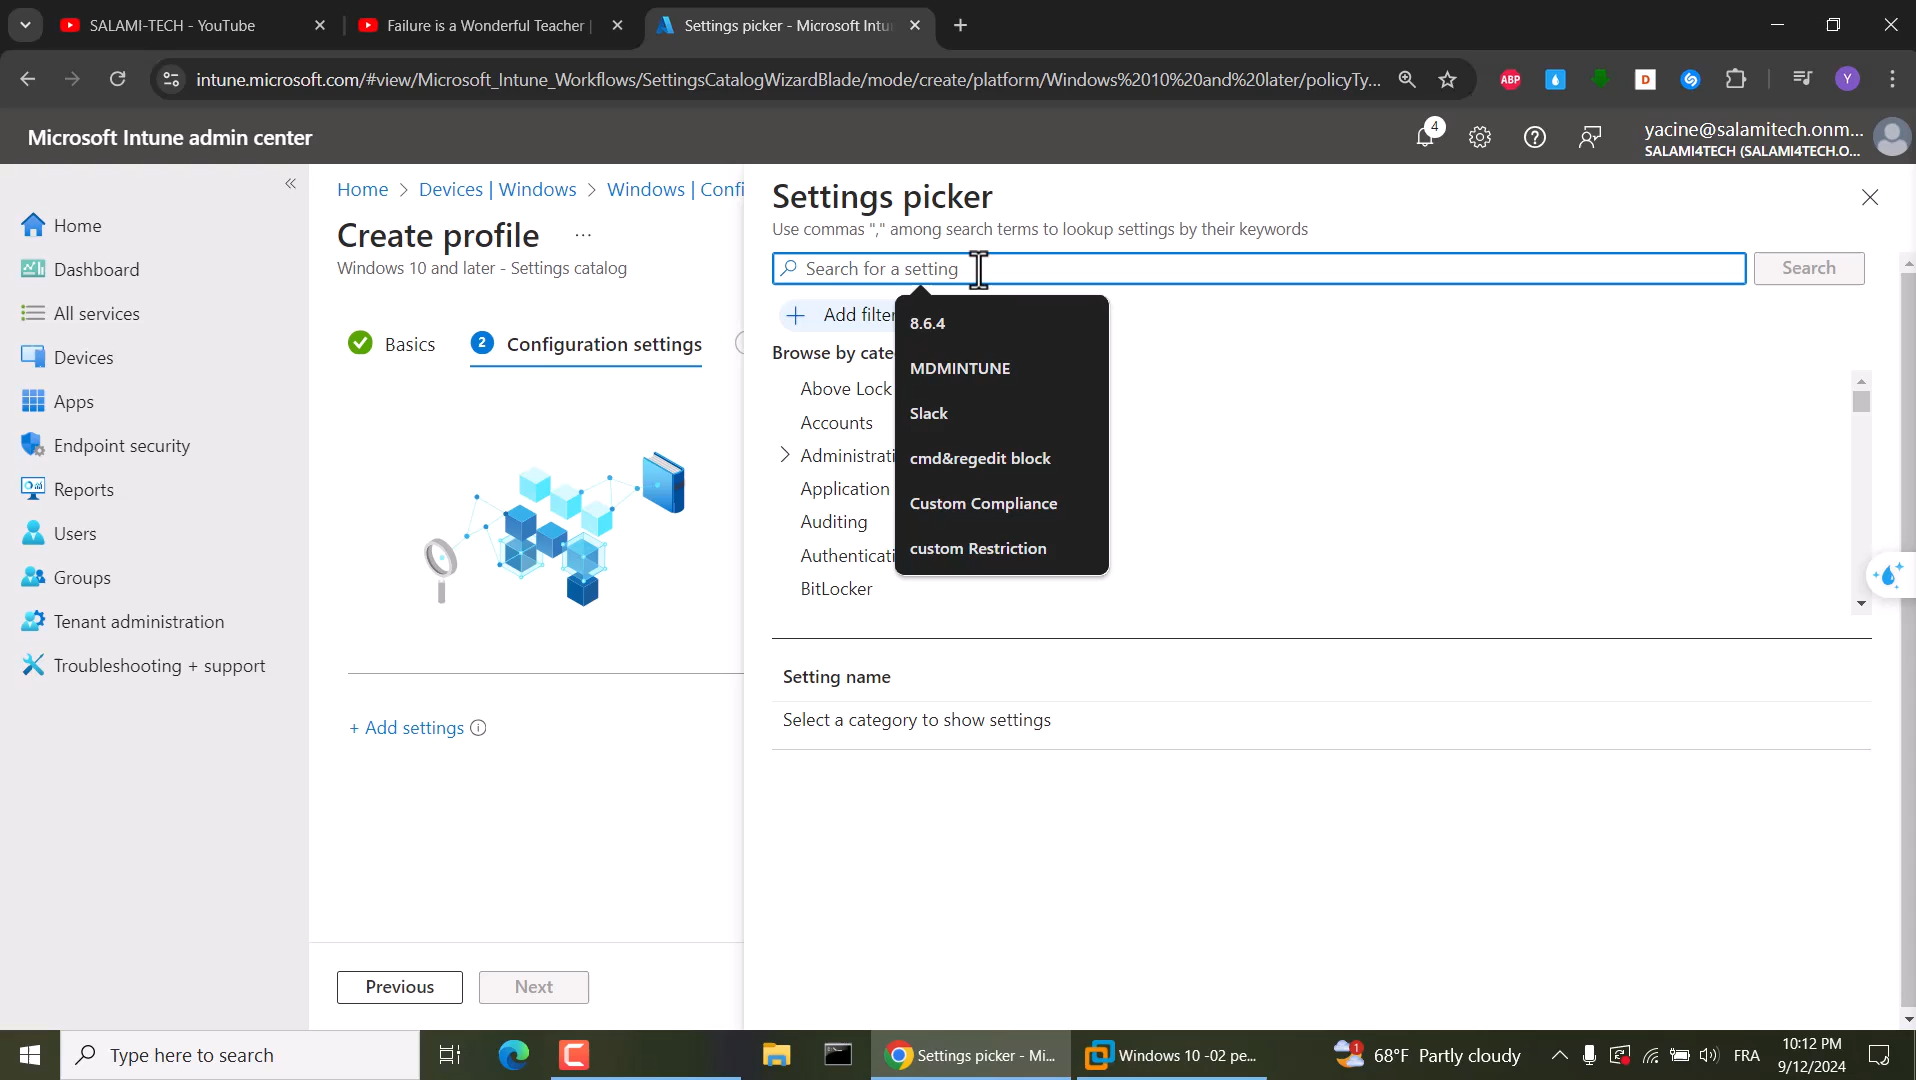 SALAMI-TECH - YouTube
Failure is a Wonderful Teacher |
Settings picker - Microsoft Intu
intune.microsoft.com/#view/Microsoft_Intune_Workflows/SettingsCatalogWizardBlade/mode/create/platform/Windows%2010%20and%20later/policyTy...
ABP
D
Y
Microsoft Intune admin center
4
yacine@salamitech.onm...
SALAMI4TECH (SALAMI4TECH.O...
Home
Dashboard
All services
Devices
Apps
Endpoint security
Reports
Users
Groups
Tenant administration
Troubleshooting + support
Home > Devices | Windows > Windows | Confi
Create profile ...
Windows 10 and later - Settings catalog
Basics
2 Configuration settings
+ Add settings
Previous
Next
Settings picker
Use commas "," among search terms to lookup settings by their keywords
Search for a setting
Search
Add filter
Browse by cate
Above Lock
Accounts
Administrati
Application
Auditing
Authenticati
BitLocker
8.6.4
MDMINTUNE
Slack
cmd&regedit block
Custom Compliance
custom Restriction
Setting name
Select a category to show settings
Type here to search
Settings picker - Mi...
Windows 10 -02 pe...
1
68°F Partly cloudy
FRA
10:12 PM
9/12/2024